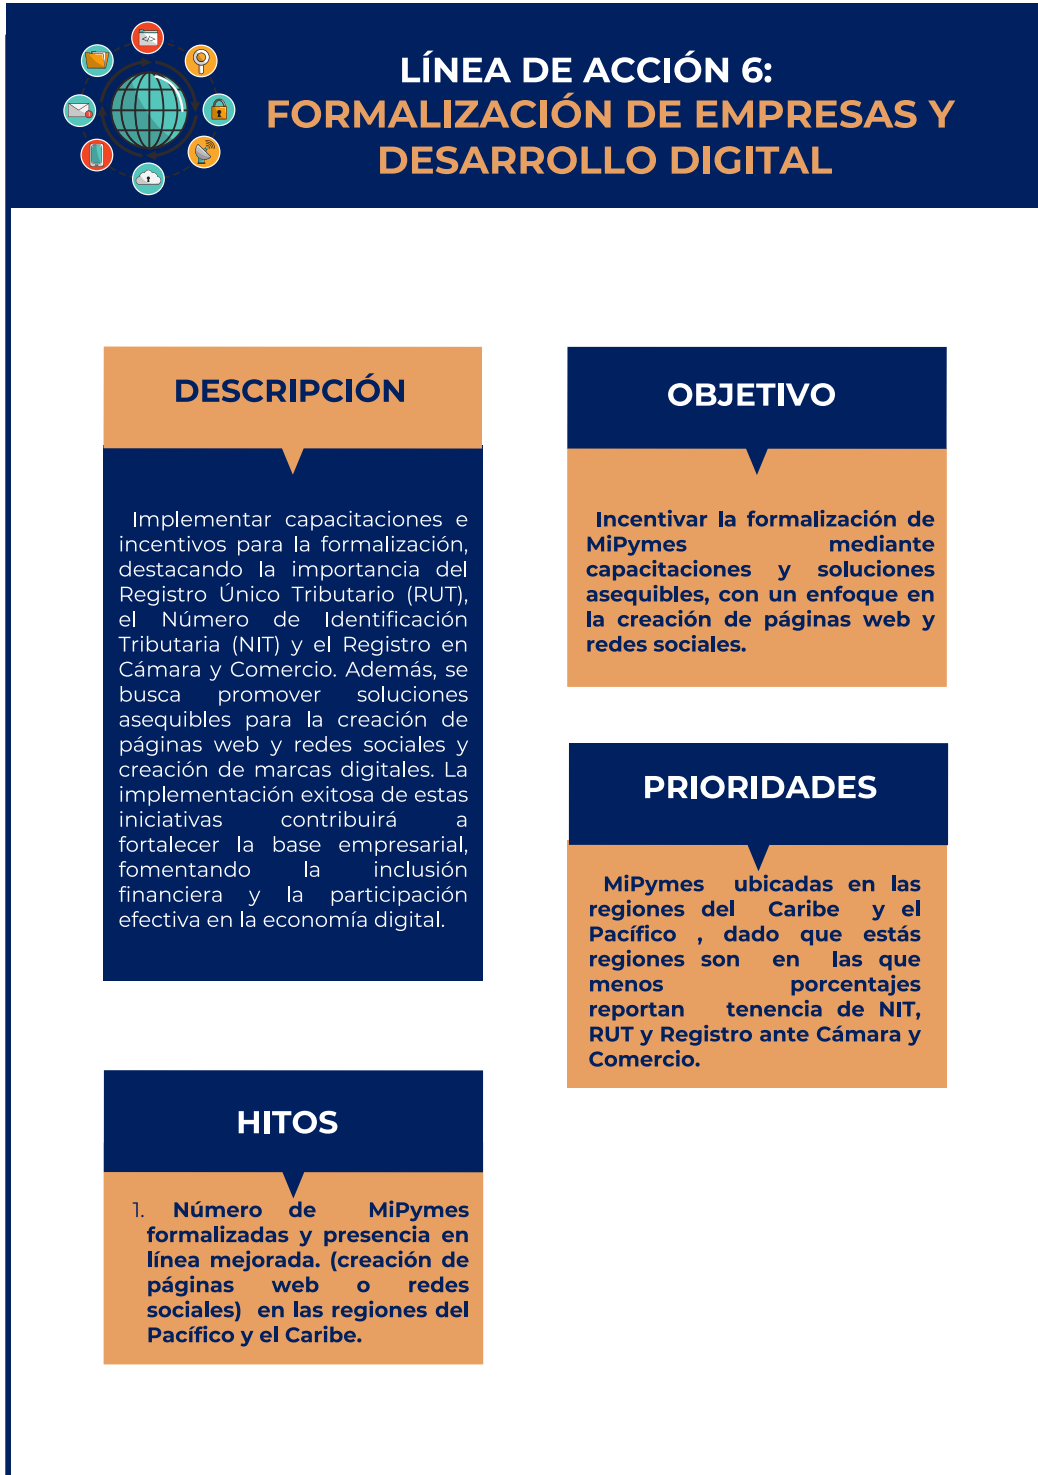 LÍNEA DE ACCIÓN 6:
FORMALIZACIÓN DE EMPRESAS Y
DESARROLLO DIGITAL
DESCRIPCIÓN
Implementar capacitaciones e
incentivos para la formalización,
destacando la importancia del
Registro Único Tributario (RUT),
el Número de Identificación
Tributaria (NIT) y el Registro en
Cámara y Comercio. Además, se
busca promover soluciones
asequibles para la creación de
páginas web y redes sociales y
creación de marcas digitales. La
implementación exitosa de estas
iniciativas contribuirá a
fortalecer la base empresarial,
fomentando la inclusión
financiera y la participación
efectiva en la economía digital.
OBJETIVO
Incentivar la formalización de
MiPymes mediante
capacitaciones y soluciones
asequibles, con un enfoque en
la creación de páginas web y
redes sociales.
PRIORIDADES
MiPymes ubicadas en las
regiones del Caribe y el
Pacífico , dado que estás
regiones son en las que
menos porcentajes
reportan tenencia de NIT,
RUT y Registro ante Cámara y
Comercio.
HITOS
1. Número de MiPymes
formalizadas y presencia en
línea mejorada. (creación de
páginas web o redes
sociales) en las regiones del
Pacífico y el Caribe.